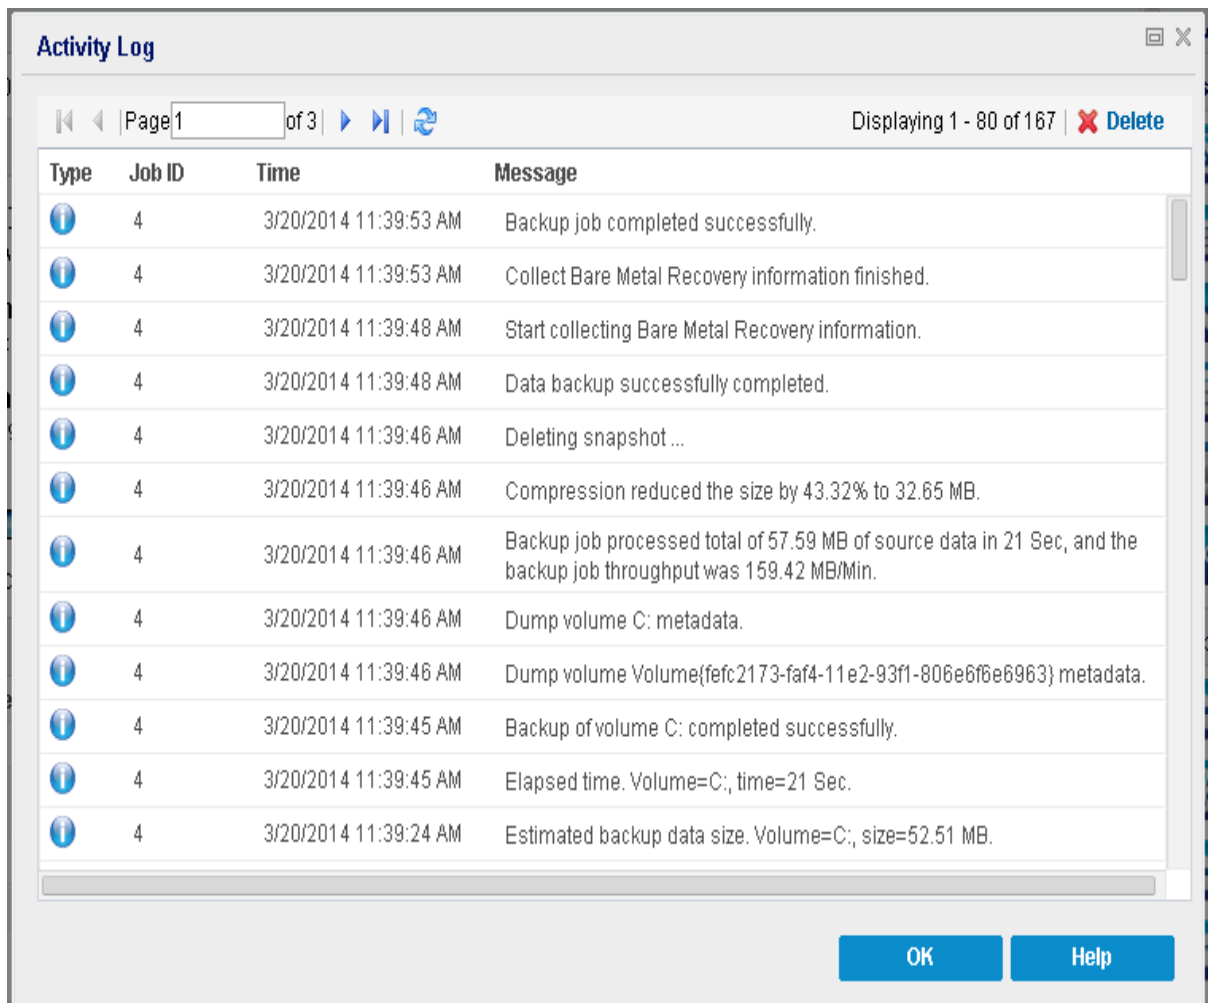 Activity Log
Page 1 of 3 Displaying 1 - 80 of 167 Delete
Type Job ID Time Message
4 3/20/2014 11:39:53 AM Backup job completed successfully.
4 3/20/2014 11:39:53 AM Collect Bare Metal Recovery information finished.
4 3/20/2014 11:39:48 AM Start collecting Bare Metal Recovery information.
4 3/20/2014 11:39:48 AM Data backup successfully completed.
4 3/20/2014 11:39:46 AM Deleting snapshot ...
4 3/20/2014 11:39:46 AM Compression reduced the size by 43.32% to 32.65 MB.
4 3/20/2014 11:39:46 AM Backup job processed total of 57.59 MB of source data in 21 Sec, and the
backup job throughput was 159.42 MB/Min.
4 3/20/2014 11:39:46 AM Dump volume C: metadata.
4 3/20/2014 11:39:46 AM Dump volume Volume{fefc2173-faf4-11e2-93f1-806e6f6e6963} metadata.
4 3/20/2014 11:39:45 AM Backup of volume C: completed successfully.
4 3/20/2014 11:39:45 AM Elapsed time. Volume=C:, time=21 Sec.
4 3/20/2014 11:39:24 AM Estimated backup data size. Volume=C:, size=52.51 MB.
OK Help